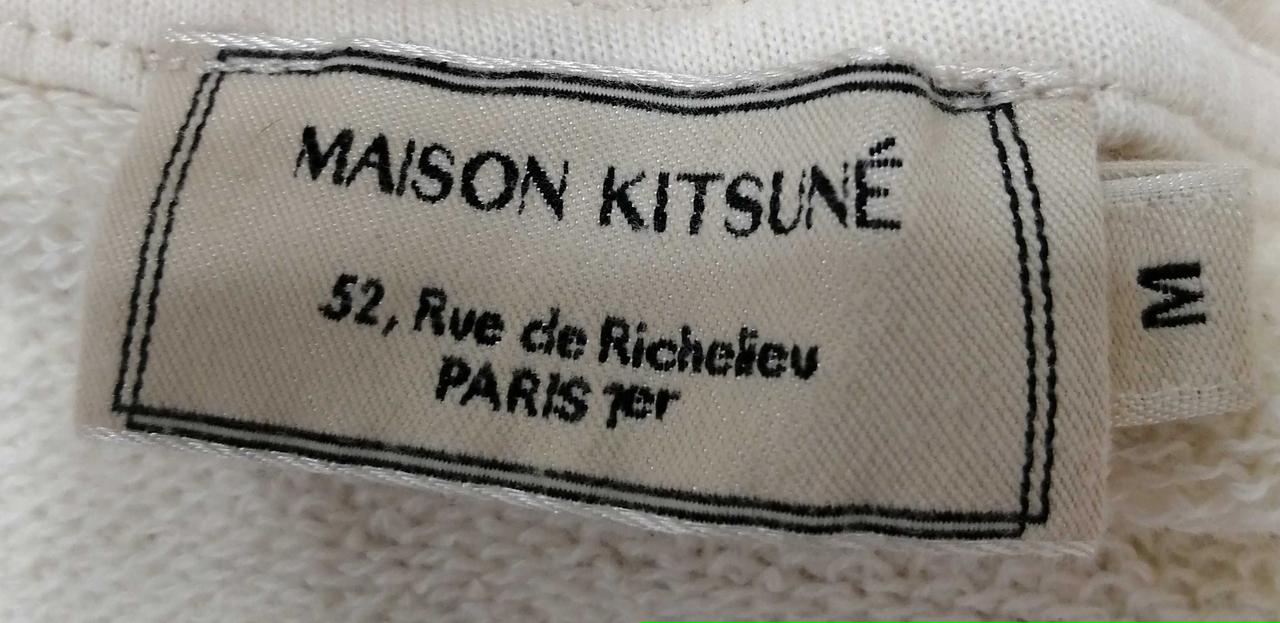 MAISON KITSUNÉ
52, Rue de Richelieu
PARIS 1er
M